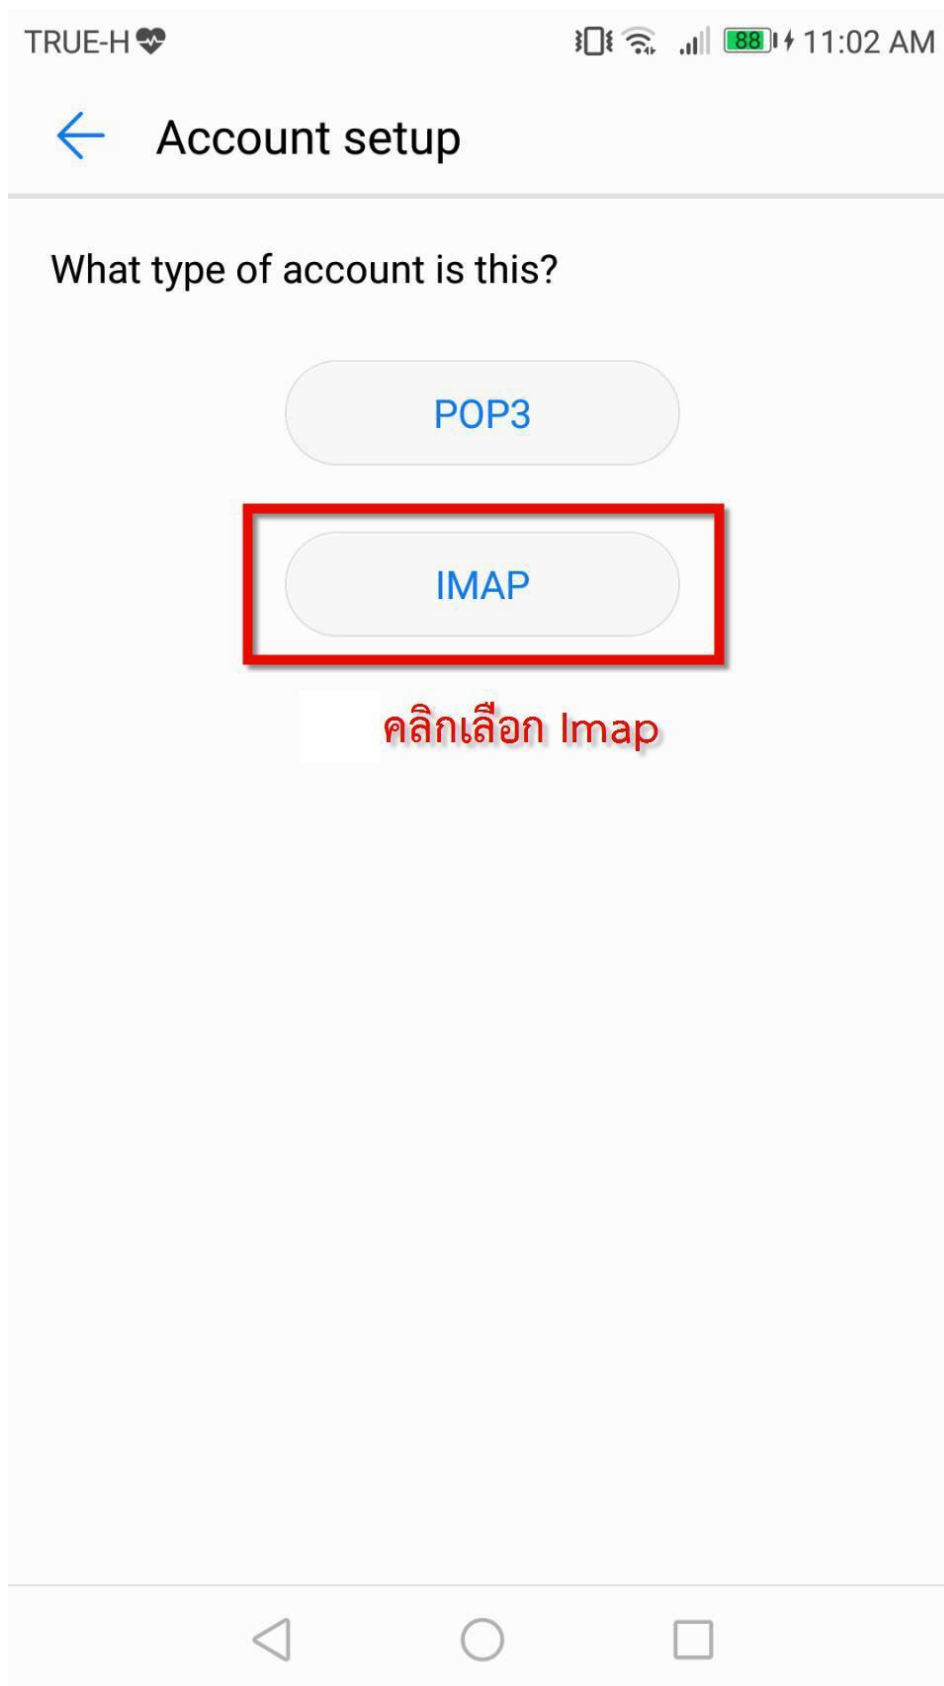 TRUE-H 88 11:02 AM
Account setup
What type of account is this?
POP3
IMAP
คลิกเลือก Imap